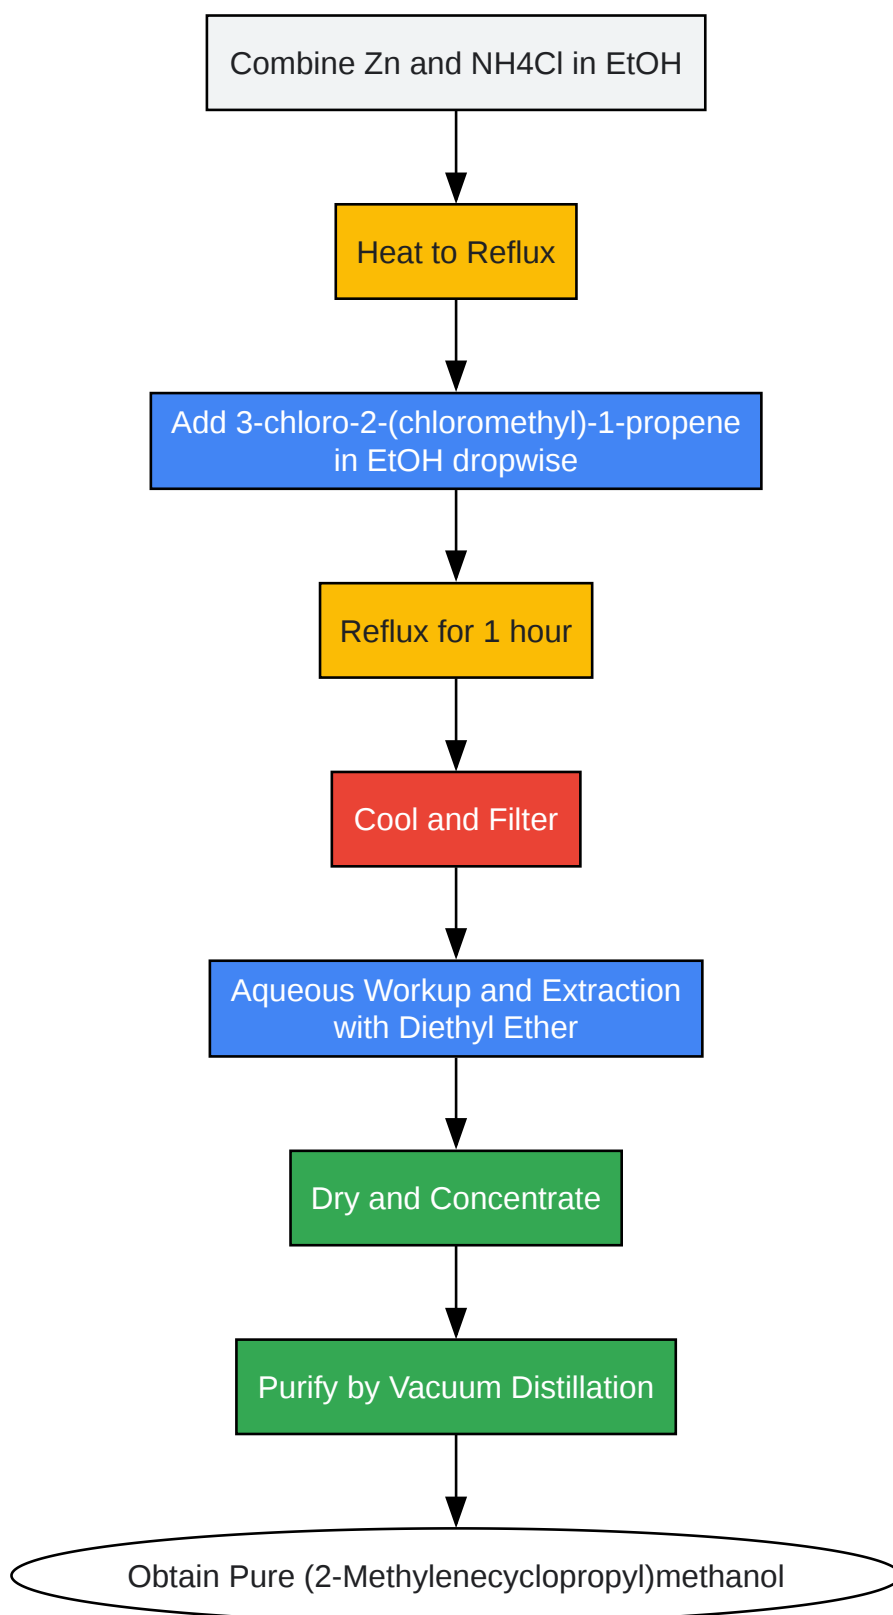 Combine Zn and NH4Cl in EtOH
Heat to Reflux
Add 3-chloro-2-(chloromethyl)-1-propene
in EtOH dropwise
Reflux for 1 hour
Cool and Filter
Aqueous Workup and Extraction
with Diethyl Ether
Dry and Concentrate
Purify by Vacuum Distillation
Obtain Pure (2-Methylenecyclopropyl)methanol